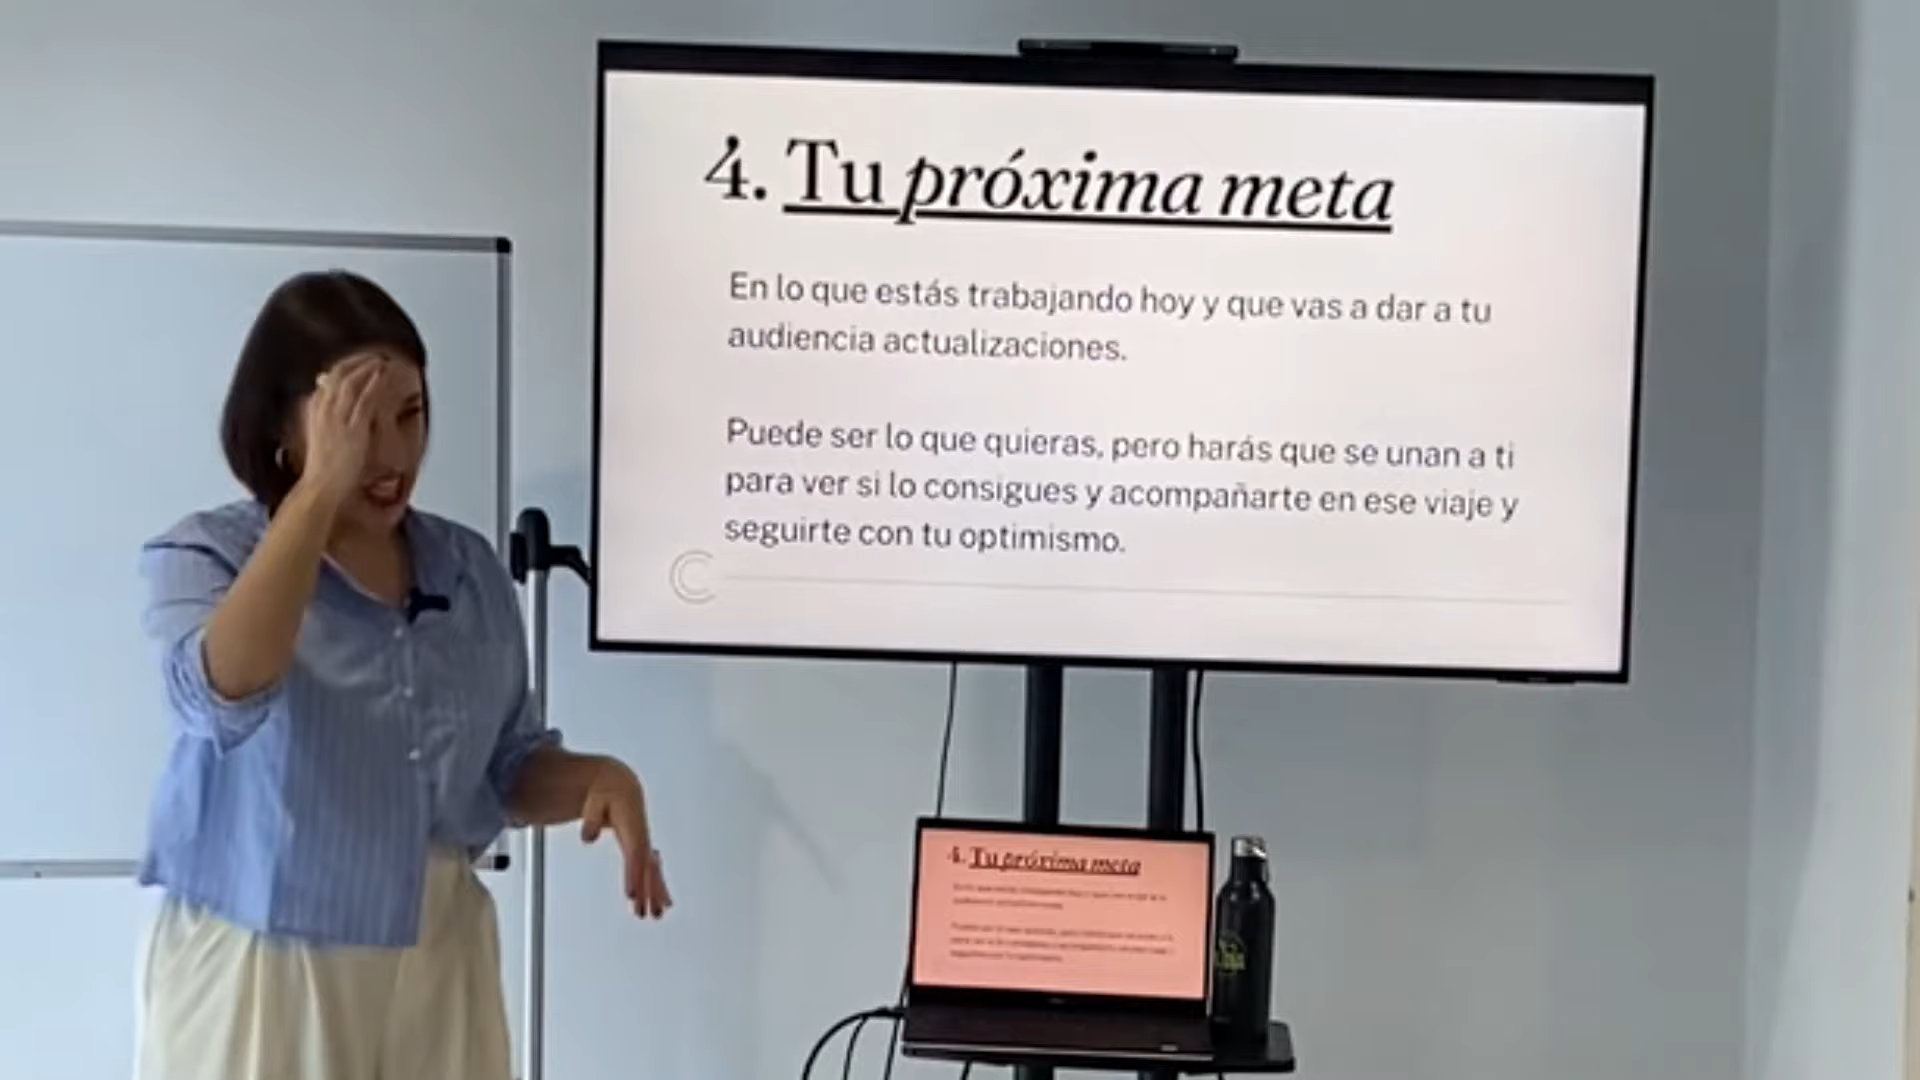 4. Tu próxima meta
En lo que estás trabajando hoy y que vas a dar a tu
audiencia actualizaciones.
Puede ser lo que quieras, pero harás que se unan a ti
para ver si lo consigues y acompañarte en ese viaje y
seguirte con tu optimismo.
4. Tu próxima meta